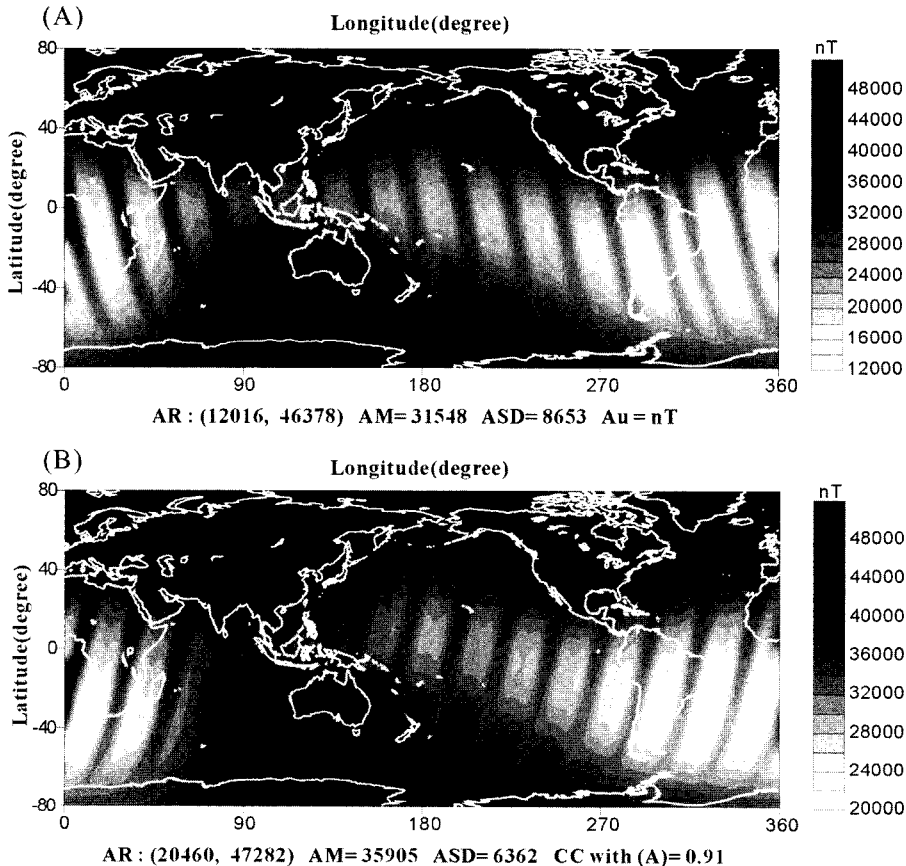 (A)
Longitude(degree)
nT
80
40
0
-40
-80
Latitude(degree)
0 90 180 270 360
48000
44000
40000
36000
32000
28000
24000
20000
16000
12000
AR : (12016, 46378) AM= 31548 ASD= 8653 Au = nT
(B)
Longitude(degree)
nT
80
40
0
-40
-80
Latitude(degree)
0 90 180 270 360
48000
44000
40000
36000
32000
28000
24000
20000
AR : (20460, 47282) AM= 35905 ASD= 6362 CC with (A)= 0.91